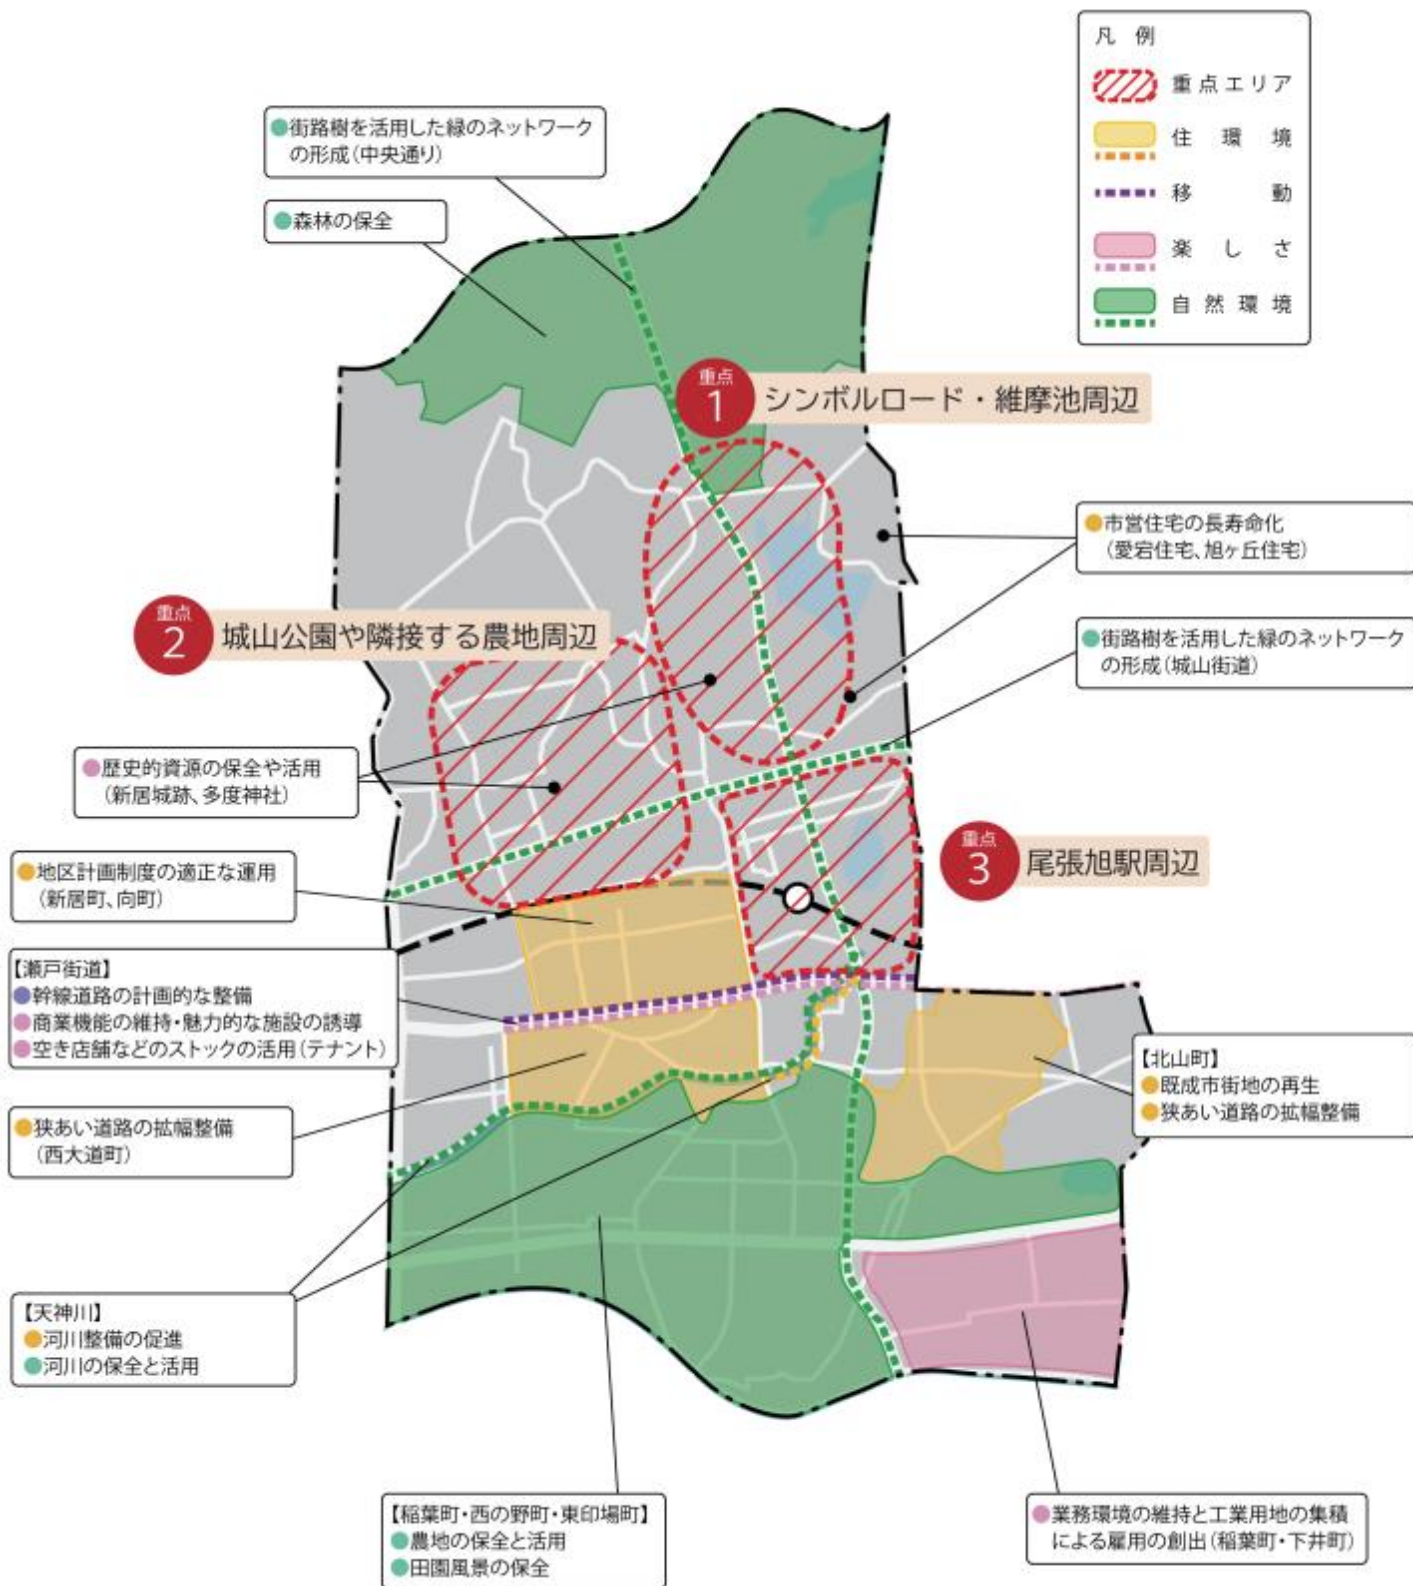 凡例
重点エリア
住環境
移動
楽しさ
自然環境
●街路樹を活用した緑のネットワーク
の形成(中央通り)
●森林の保全
重点
1
シンボルロード・維摩池周辺
●市営住宅の長寿命化
(愛宕住宅、旭ヶ丘住宅)
重点
2
城山公園や隣接する農地周辺
●街路樹を活用した緑のネットワーク
の形成(城山街道)
●歴史的資源の保全や活用
(新居城跡、多度神社)
重点
3
尾張旭駅周辺
●地区計画制度の適正な運用
(新居町、向町)
【瀬戸街道】
●幹線道路の計画的な整備
●商業機能の維持・魅力的な施設の誘導
●空き店舗などのストックの活用(テナント)
【北山町】
●既成市街地の再生
●狭あい道路の拡幅整備
●狭あい道路の拡幅整備
(西大道町)
【天神川】
●河川整備の促進
●河川の保全と活用
【稲葉町・西の野町・東印場町】
●農地の保全と活用
●田園風景の保全
●業務環境の維持と工業用地の集積
による雇用の創出(稲葉町・下井町)